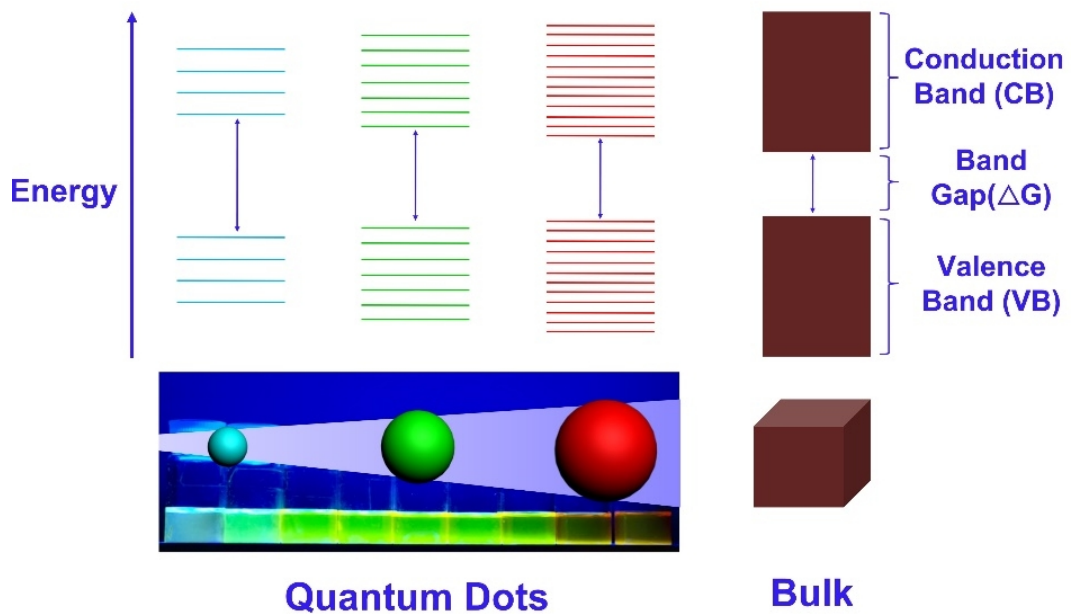 Energy
Conduction
Band (CB)
Band
Gap(△G)
Valence
Band (VB)
Quantum Dots
Bulk